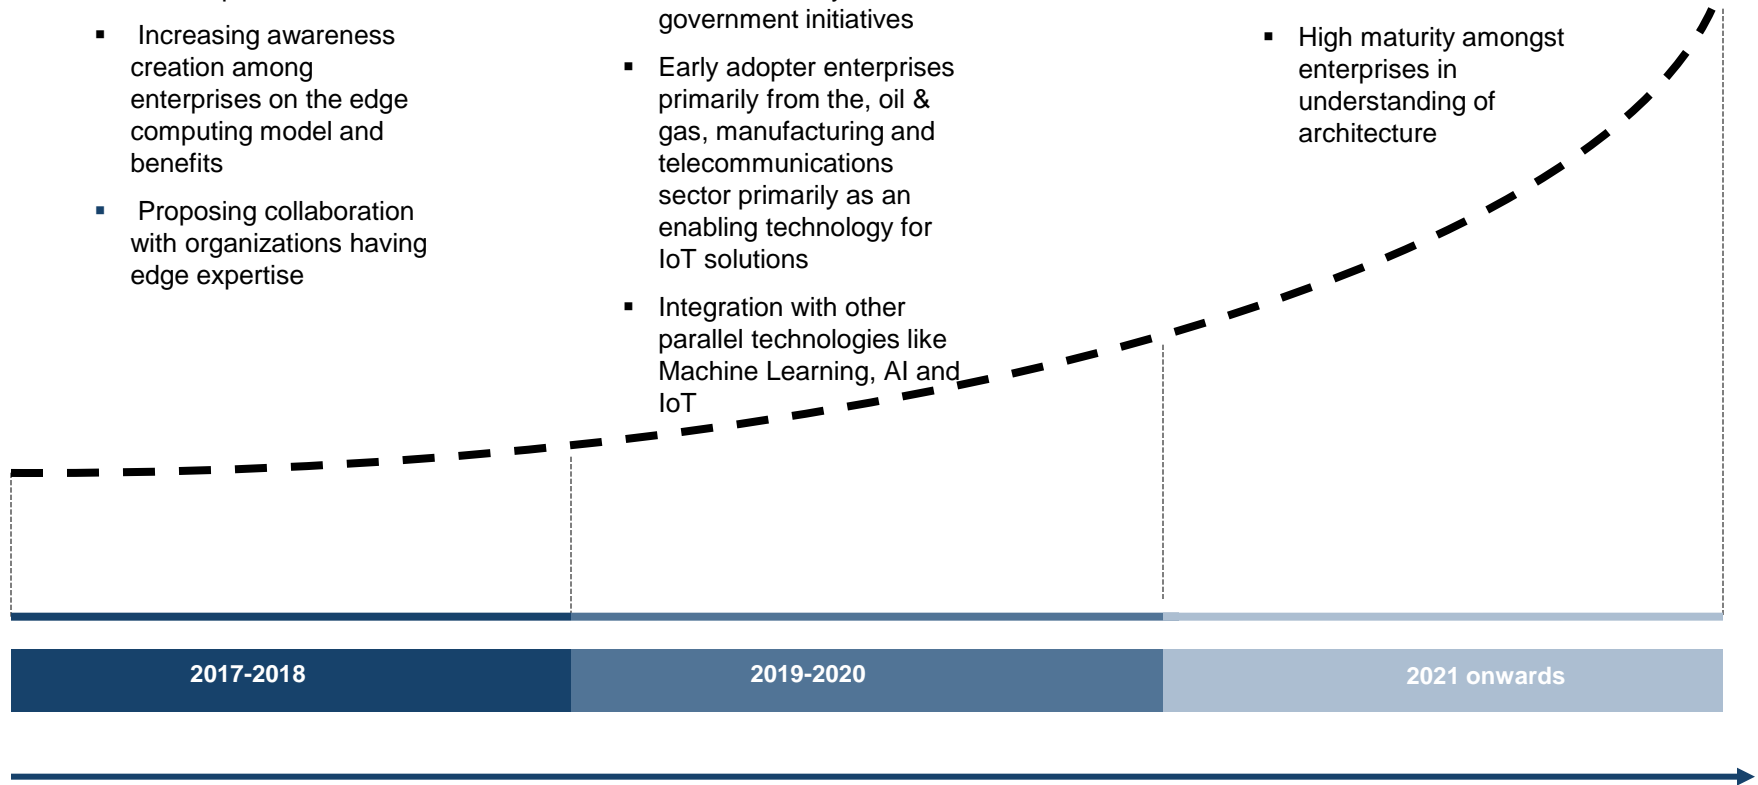 Increasing awareness
creation among
enterprises on the edge
computing model and
benefits
Proposing collaboration
with organizations having
edge expertise
government initiatives
Early adopter enterprises
primarily from the, oil &
gas, manufacturing and
telecommunications
sector primarily as an
enabling technology for
IoT solutions
Integration with other
parallel technologies like
Machine Learning, AI and
IoT
High maturity amongst
enterprises in
understanding of
architecture
2017-2018
2019-2020
2021 onwards